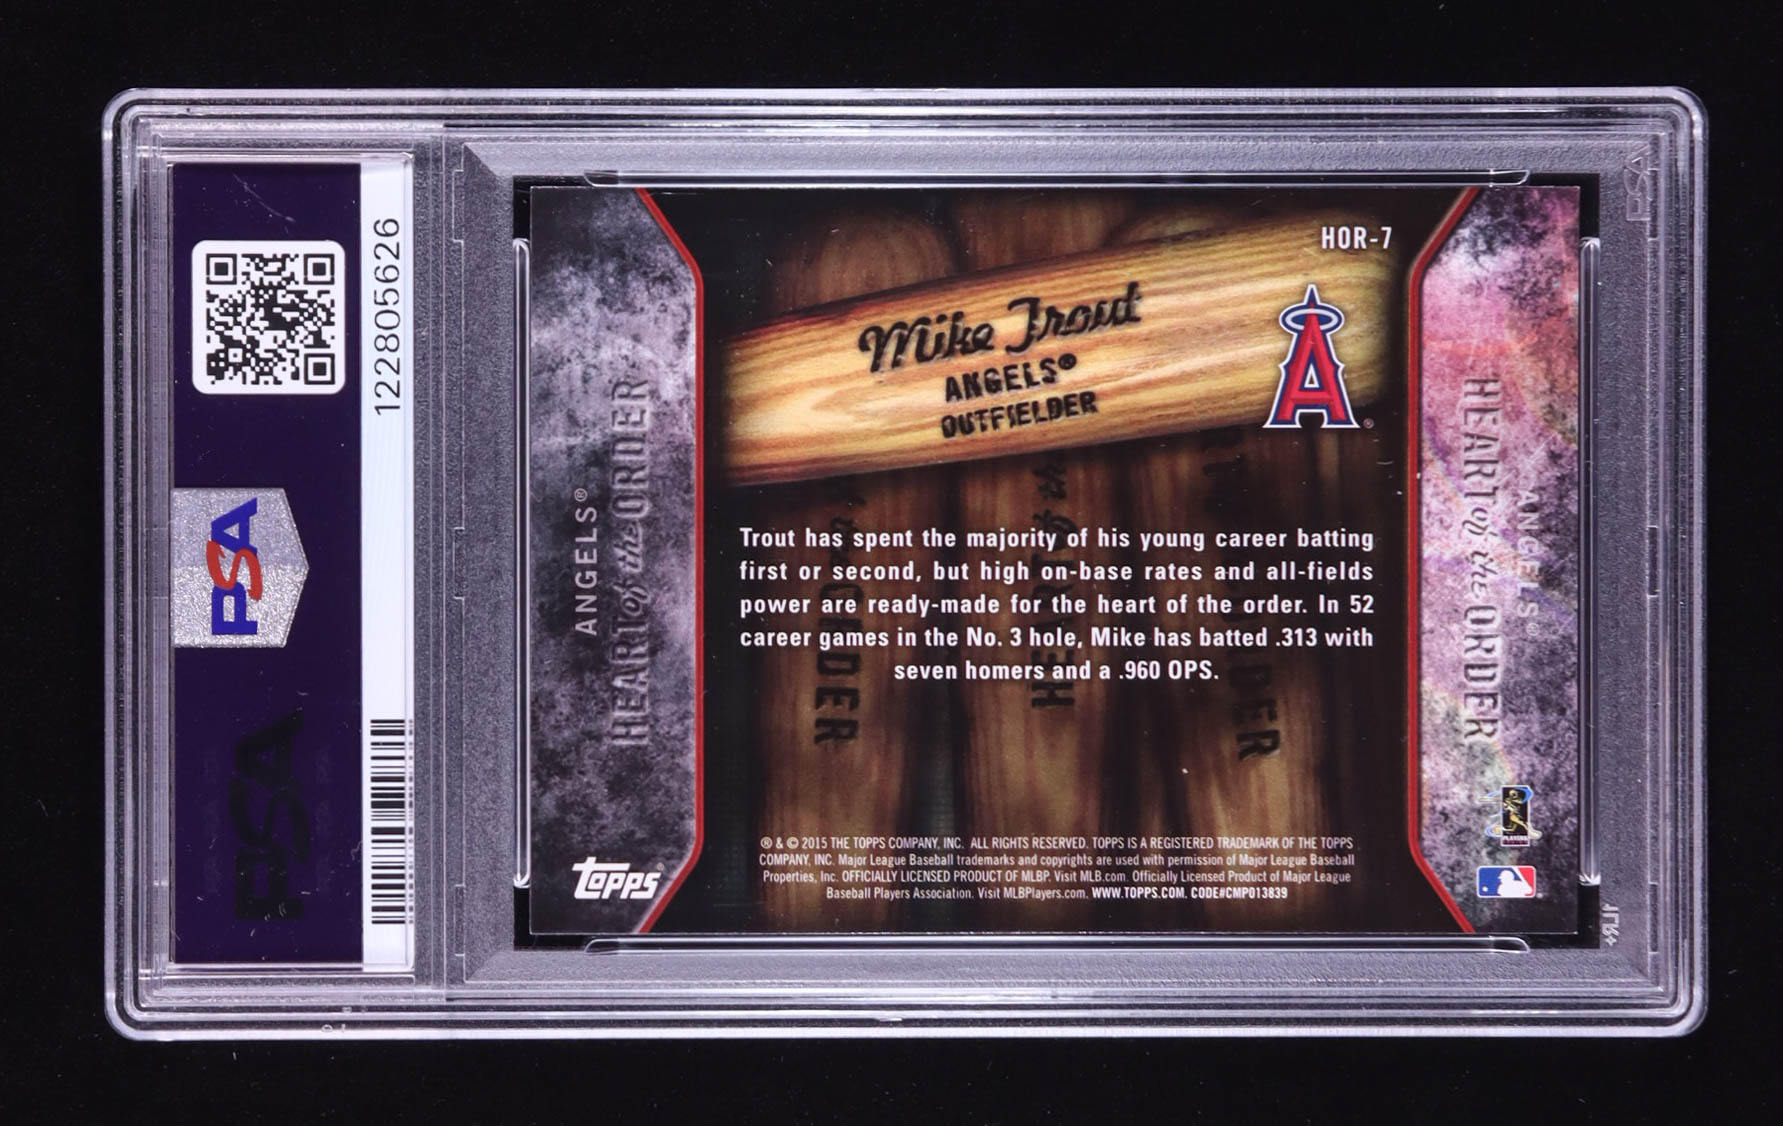 122805626
PSA
PSA
ANGELS®
HEART of the ORDER
TOPPS®
HOR-7
Mike Trout
ANGELS®
OUTFIELDER
A®
Trout has spent the majority of his young career batting
first or second, but high on-base rates and all-fields
power are ready-made for the heart of the order. In 52
career games in the No. 3 hole, Mike has batted .313 with
seven homers and a .960 OPS.
® & © 2015 THE TOPPS COMPANY, INC. ALL RIGHTS RESERVED. TOPPS IS A REGISTERED TRADEMARK OF THE TOPPS
COMPANY, INC. Major League Baseball trademarks and copyrights are used with permission of Major League Baseball
Properties, Inc. OFFICIALLY LICENSED PRODUCT OF MLBP. Visit MLB.com. Officially Licensed Product of Major League
Baseball Players Association. Visit MLBPlayers.com. WWW.TOPPS.COM. CODE#CMP013839
ANGELS®
HEART of the ORDER
PSA